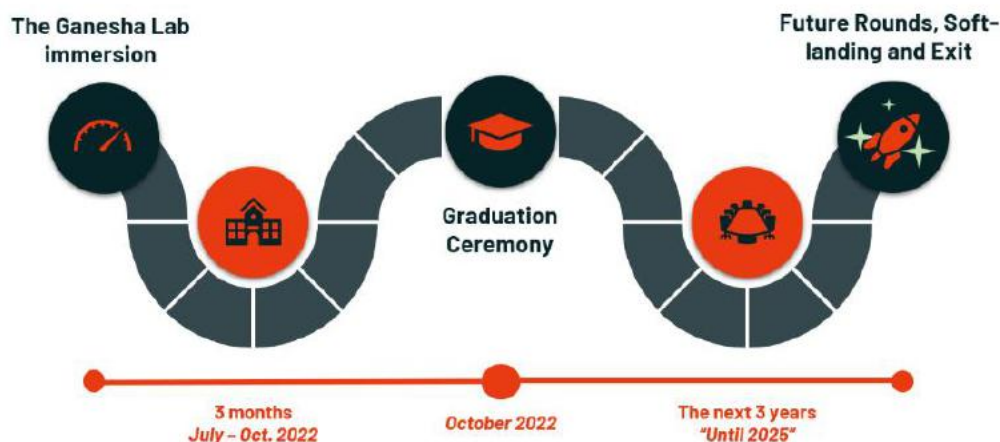 The Ganesha Lab
immersion
Future Rounds, Soft-
landing and Exit
Graduation
Ceremony
3 months
July – Oct. 2022
October 2022
The next 3 years
"Until 2025"